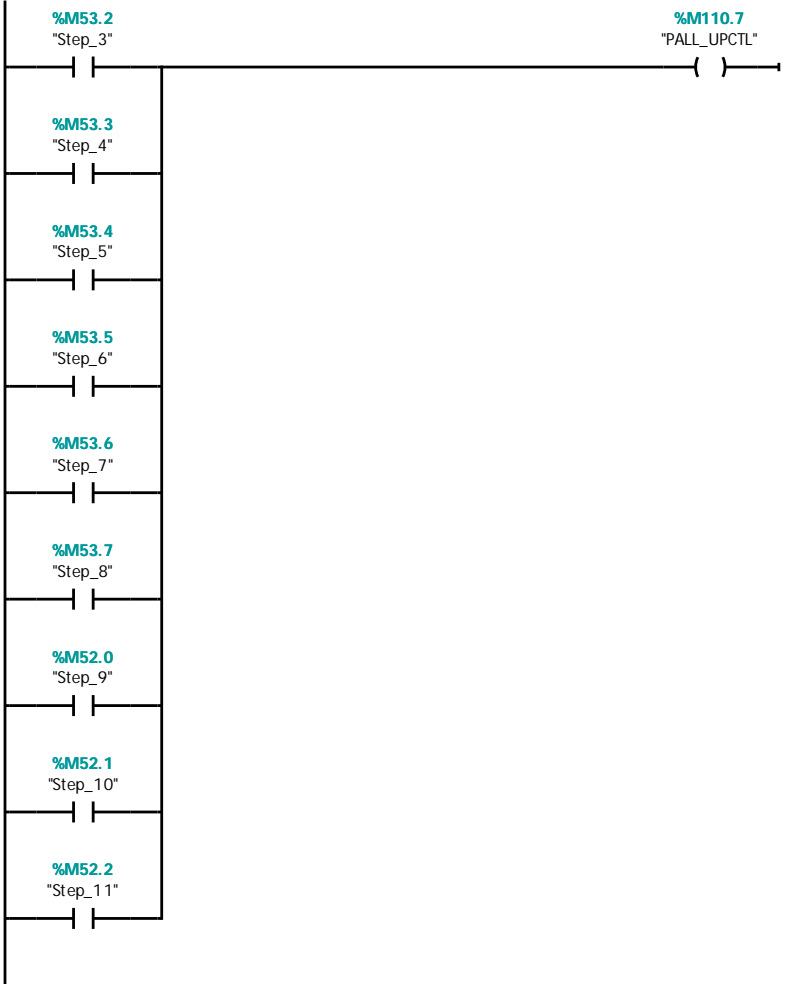 %M53.2
"Step_3"
%M110.7
"PALL_UPCTL"
%M53.3
"Step_4"
%M53.4
"Step_5"
%M53.5
"Step_6"
%M53.6
"Step_7"
%M53.7
"Step_8"
%M52.0
"Step_9"
%M52.1
"Step_10"
%M52.2
"Step_11"